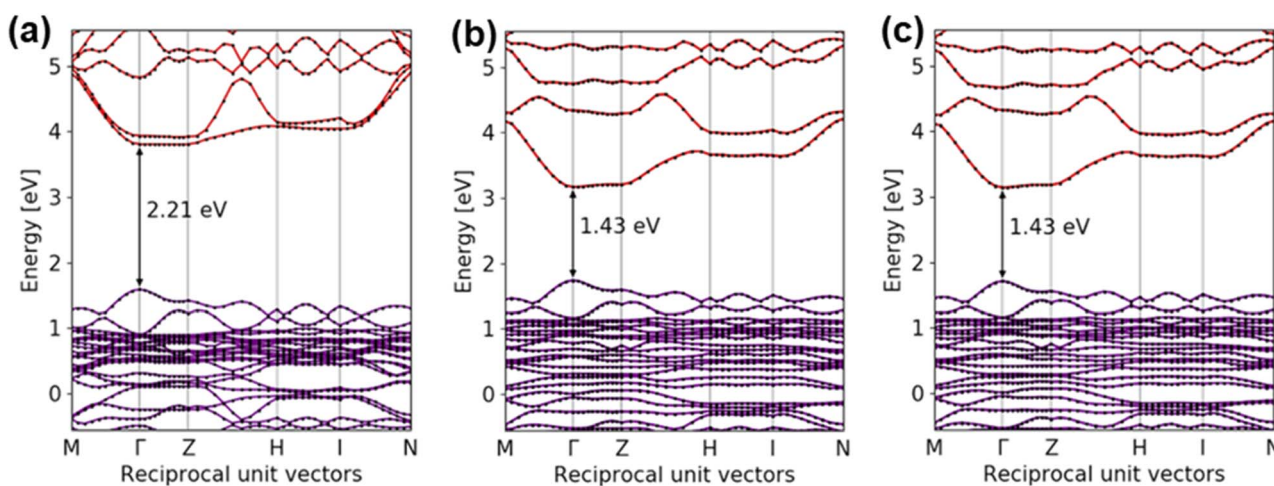 (a)
Energy [eV]
5
4
3
2
1
0
2.21 eV
M Γ Z H I N
Reciprocal unit vectors
(b)
Energy [eV]
5
4
3
2
1
0
1.43 eV
M Γ Z H I N
Reciprocal unit vectors
(c)
Energy [eV]
5
4
3
2
1
0
1.43 eV
M Γ Z H I N
Reciprocal unit vectors